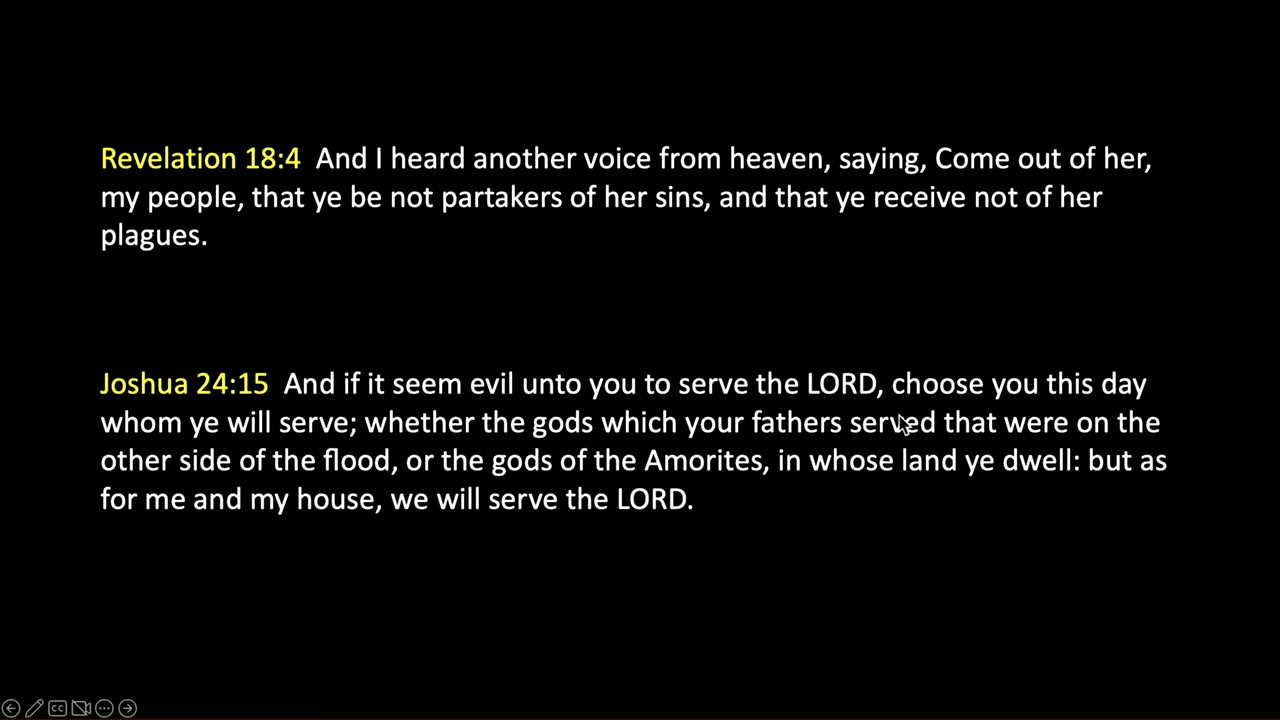 Revelation 18:4  And I heard another voice from heaven, saying, Come out of her,
my people, that ye be not partakers of her sins, and that ye receive not of her
plagues.
Joshua 24:15  And if it seem evil unto you to serve the LORD, choose you this day
whom ye will serve; whether the gods which your fathers served that were on the
other side of the flood, or the gods of the Amorites, in whose land ye dwell: but as
for me and my house, we will serve the LORD.
CC